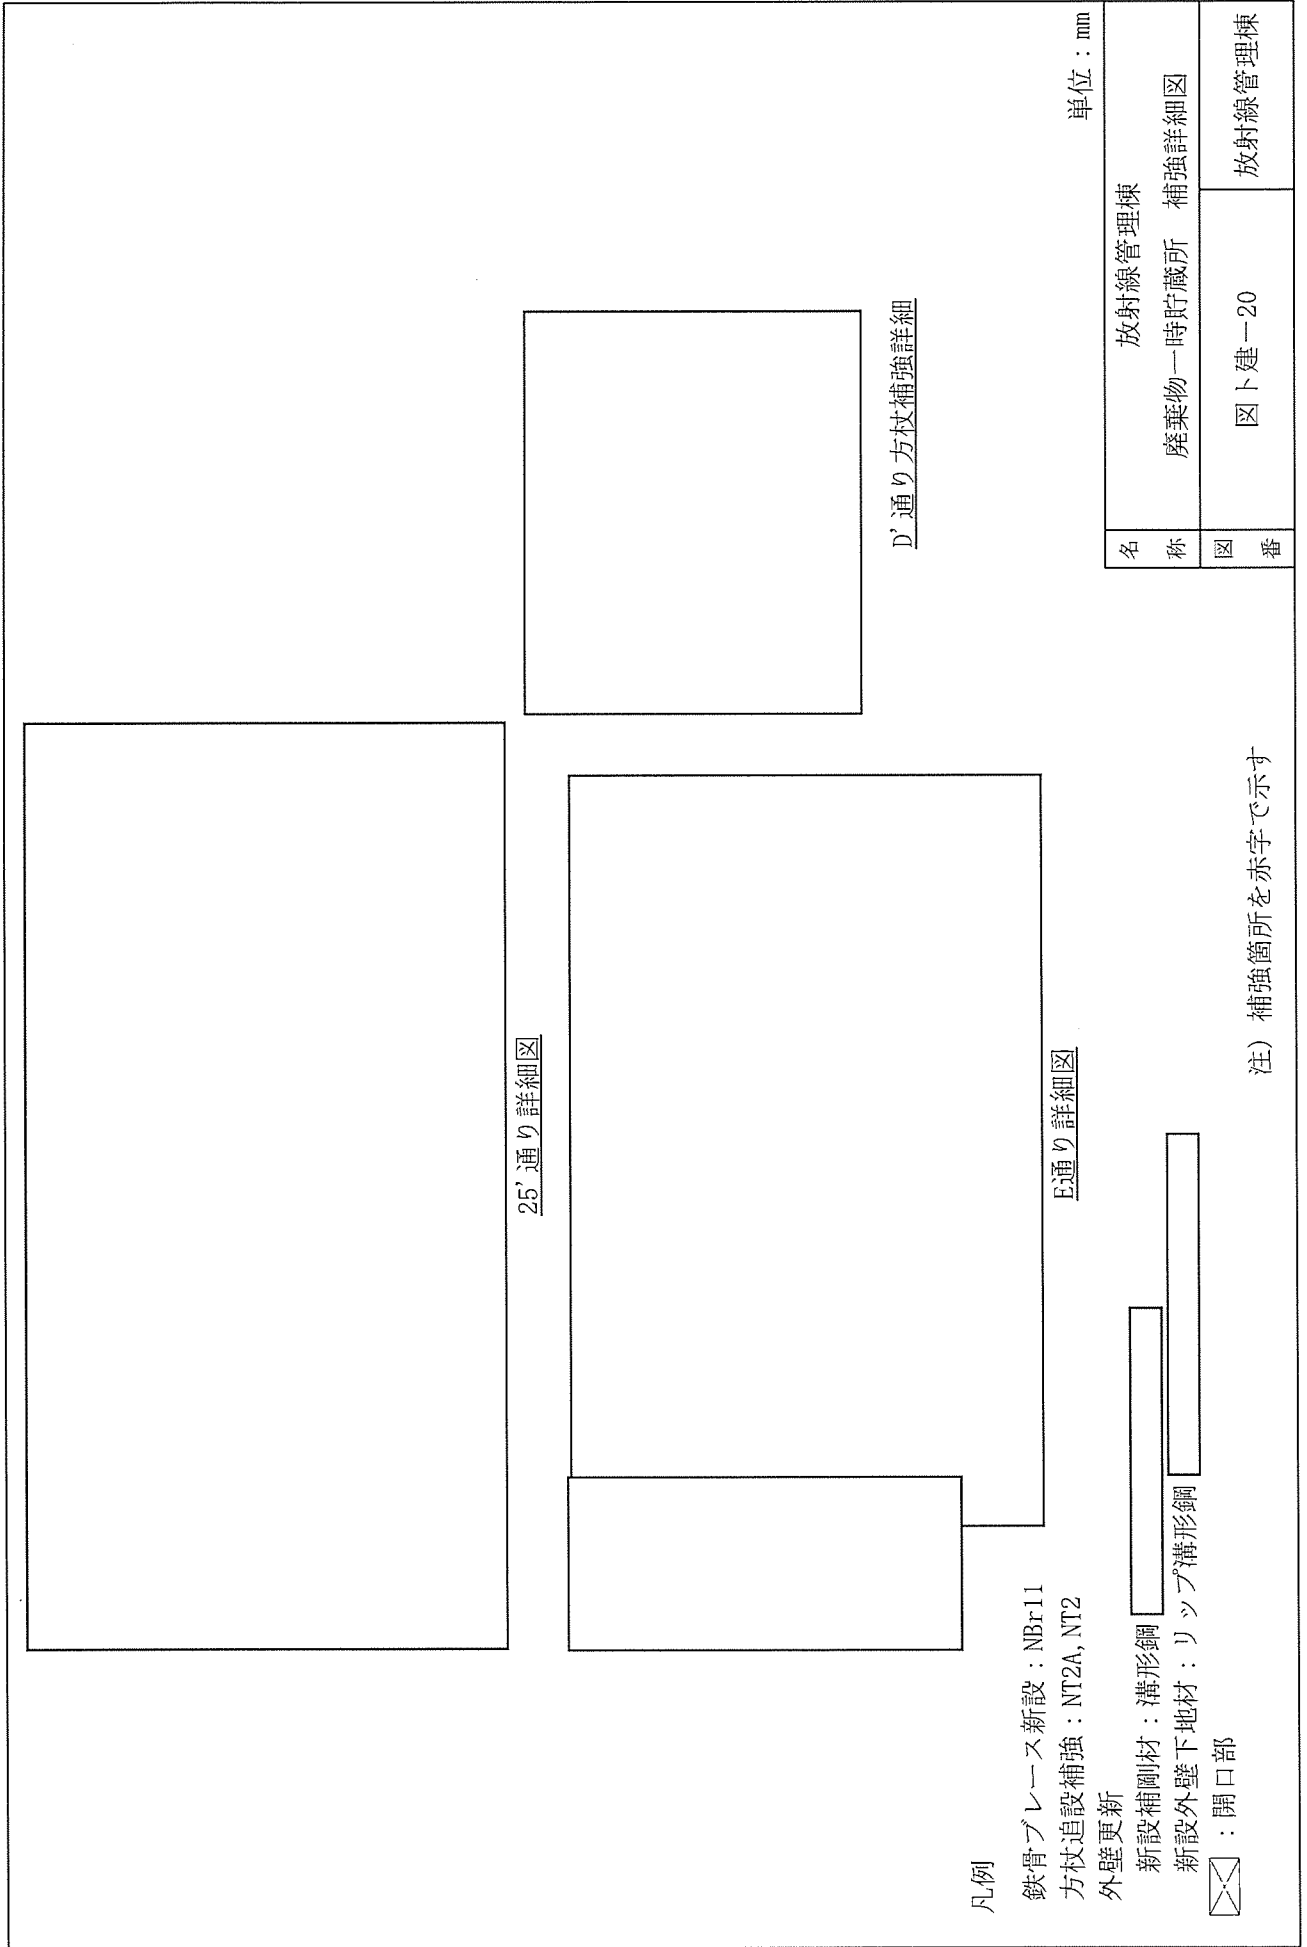 25’通り詳細図
D’通り方杖補強詳細
E通り詳細図
凡例
鉄骨ブレース新設：NBr11
方杖追設補強：NT2A, NT2
外壁更新
新設補剛材：溝形鋼
新設外壁下地材：リップ溝形鋼
：開口部
注）補強箇所を赤字で示す
単位：mm
名称
放射線管理棟
廃棄物一時貯蔵所　補強詳細図
図番
図ト建－20
放射線管理棟